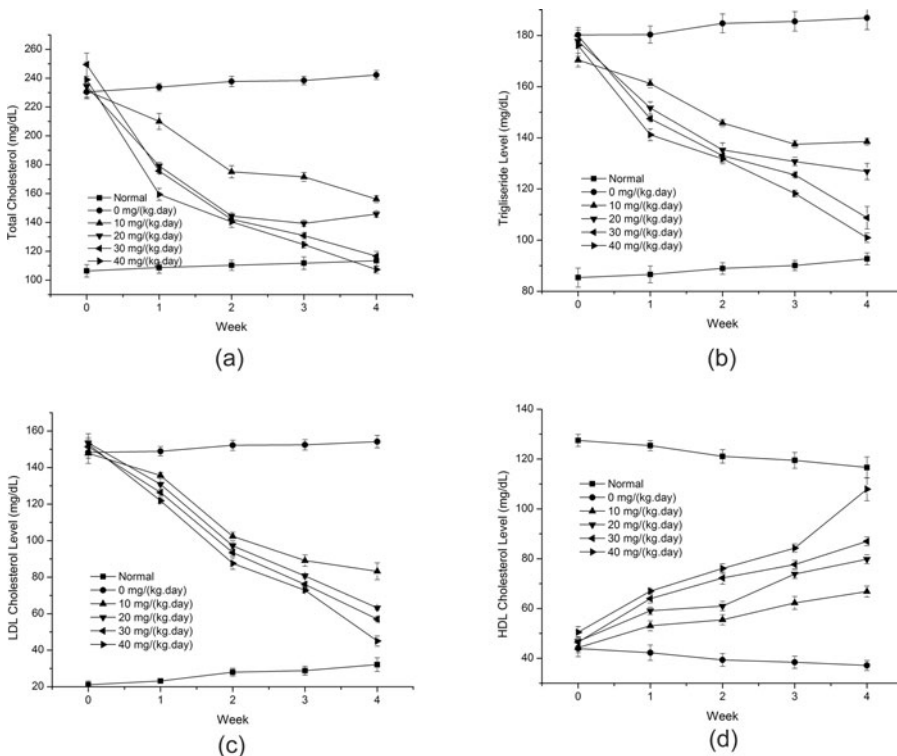 260
240
220
200
180
160
140
120
100
Total Cholesterol (mg/dL)
Normal
0 mg/(kg.day)
10 mg/(kg.day)
20 mg/(kg.day)
30 mg/(kg.day)
40 mg/(kg.day)
0 1 2 3 4
Week
(a)
180
160
140
120
100
80
Trigliseride Level (mg/dL)
Normal
0 mg/(kg.day)
10 mg/(kg.day)
20 mg/(kg.day)
30 mg/(kg.day)
40 mg/(kg.day)
0 1 2 3 4
Week
(b)
160
140
120
100
80
60
40
20
LDL Cholesterol Level (mg/dL)
Normal
0 mg/(kg.day)
10 mg/(kg.day)
20 mg/(kg.day)
30 mg/(kg.day)
40 mg/(kg.day)
0 1 2 3 4
Week
(c)
140
120
100
80
60
40
HDL Cholesterol Level (mg/dL)
Normal
0 mg/(kg.day)
10 mg/(kg.day)
20 mg/(kg.day)
30 mg/(kg.day)
40 mg/(kg.day)
0 1 2 3 4
Week
(d)